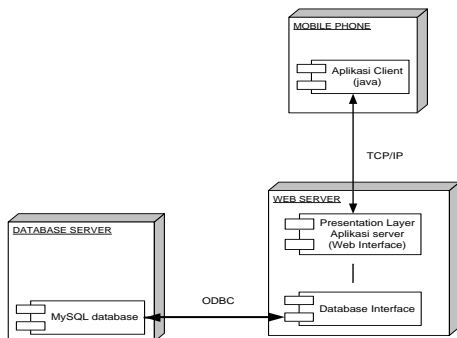 MOBILE PHONE
Aplikasi Client
(java)
TCP/IP
WEB SERVER
Presentation Layer
Aplikasi server
(Web Interface)
Database Interface
DATABASE SERVER
MySQL database
ODBC